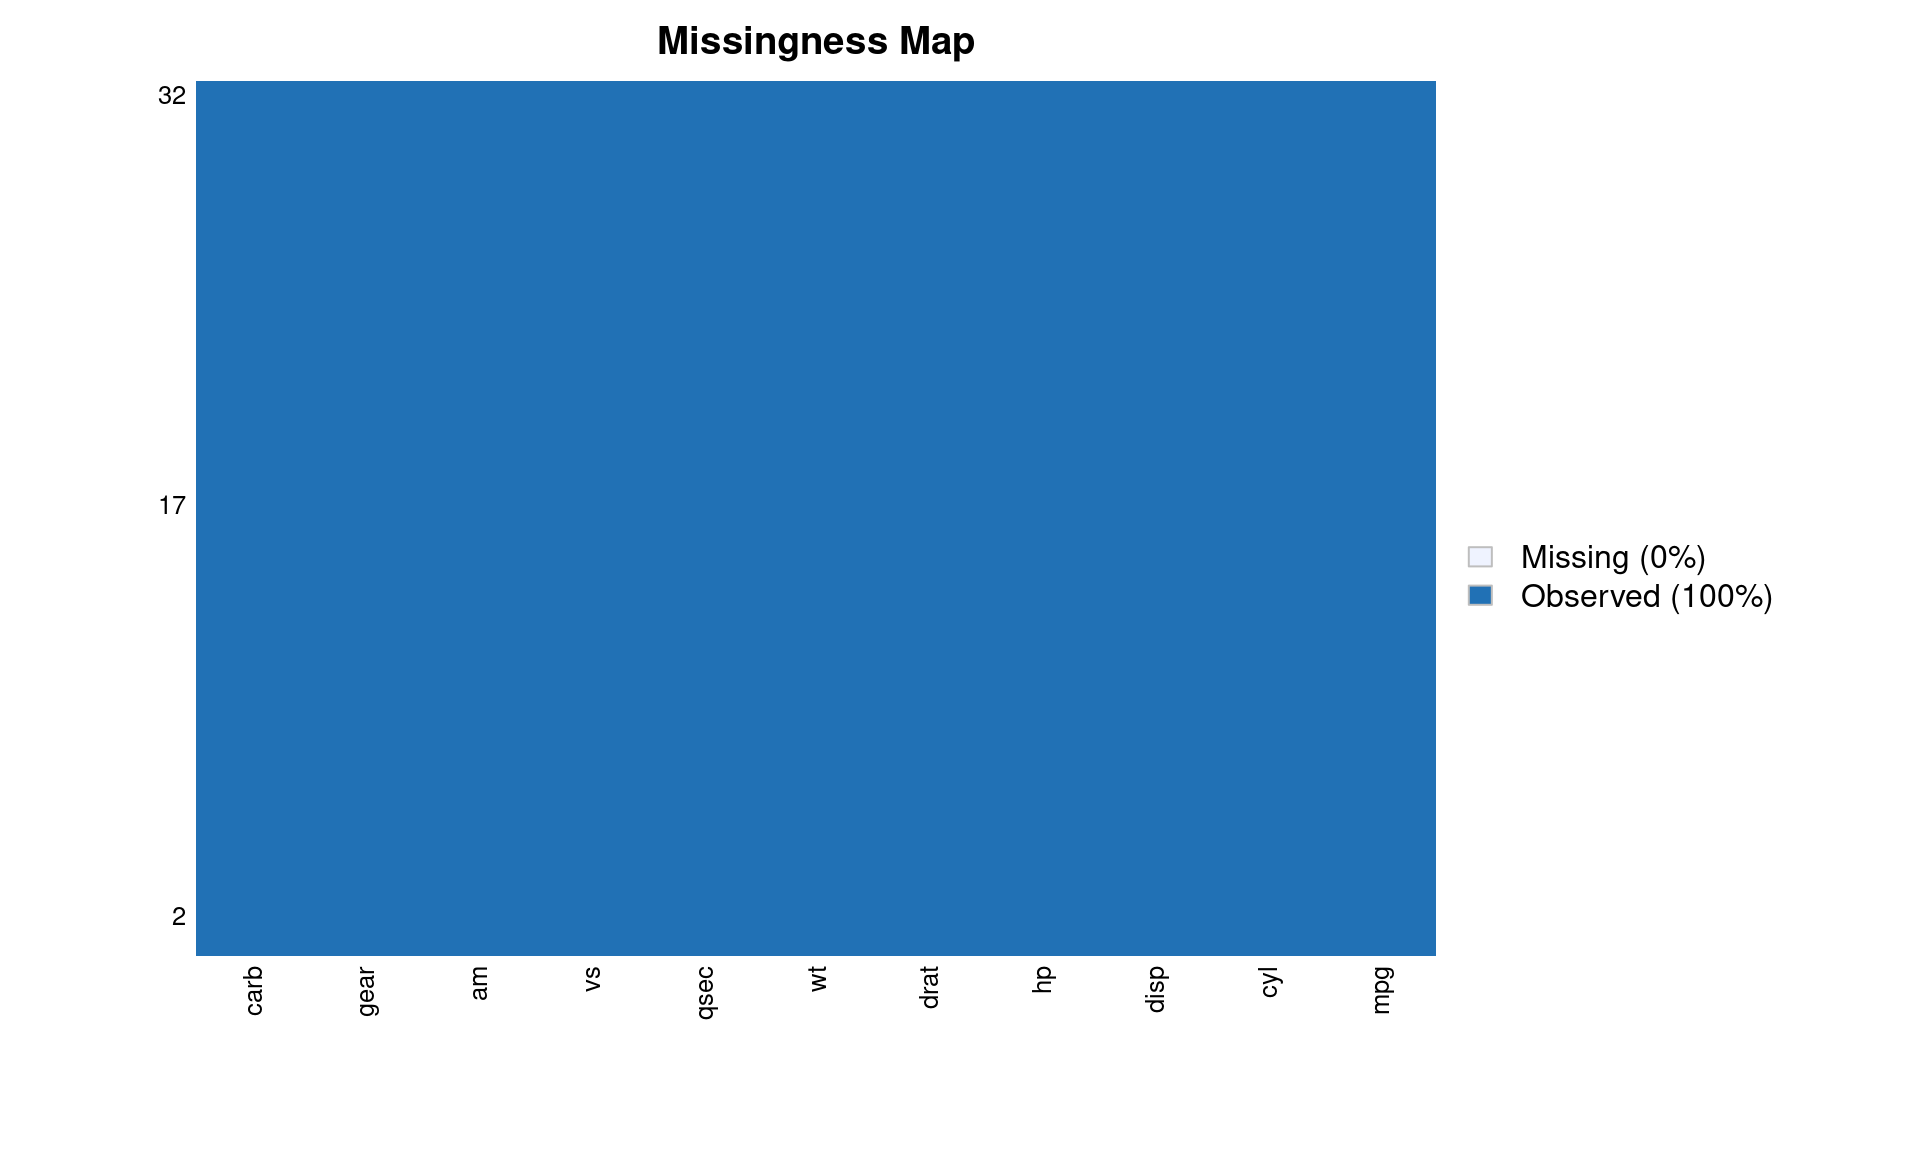 Missingness Map
32
17
2
Missing (0%)
Observed (100%)
carb
gear
am
vs
qsec
wt
drat
hp
disp
cyl
mpg